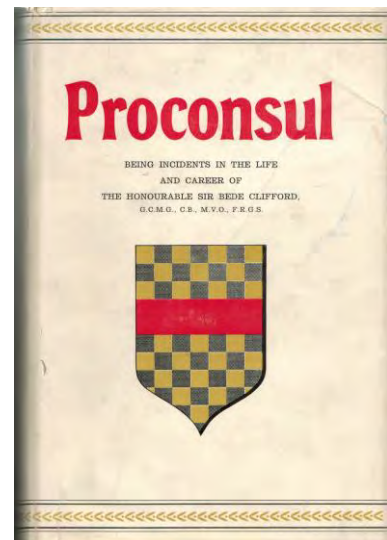 Proconsul
BEING INCIDENTS IN THE LIFE
AND CAREER OF
THE HONOURABLE SIR BEDE CLIFFORD,
G.C.M.G., C.B., M.V.O., F.R.G.S.